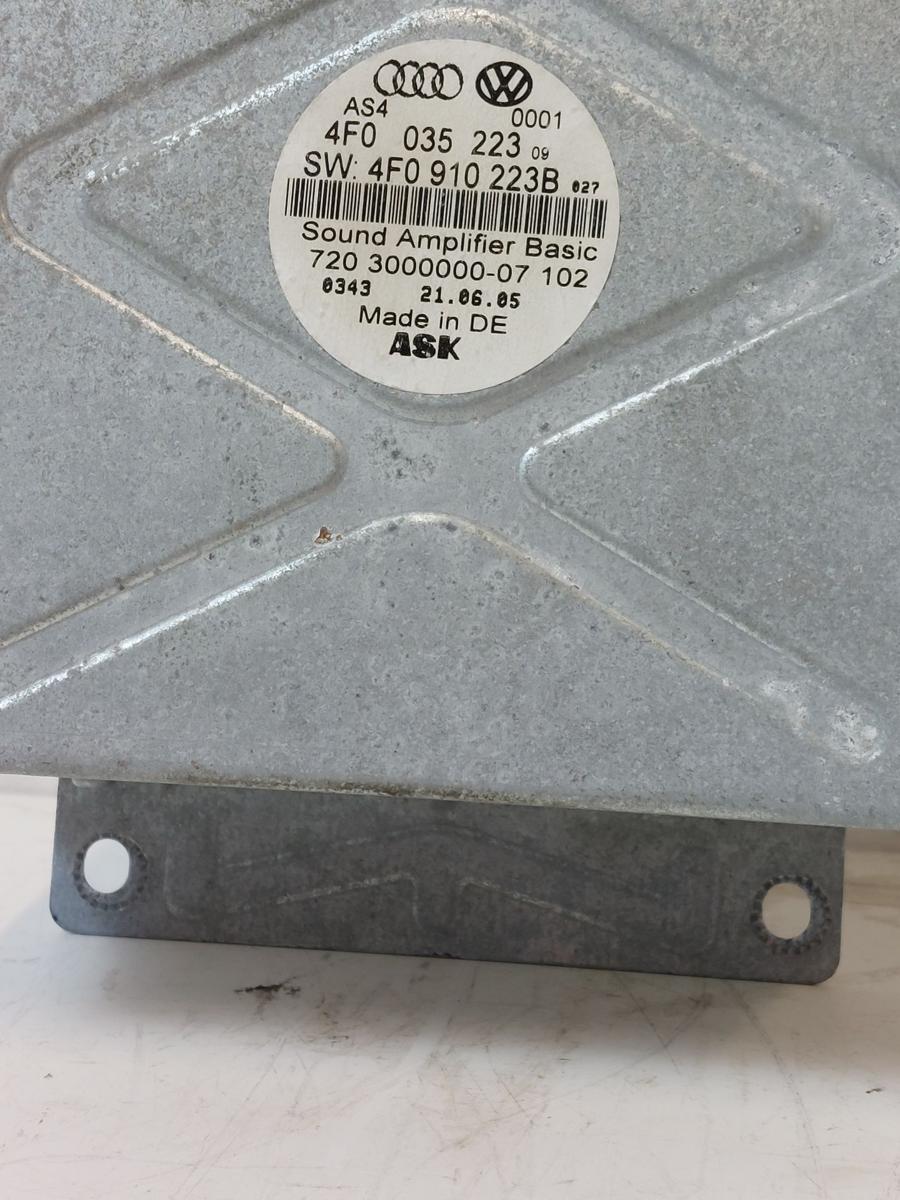 AS4 0001
4F0 035 223 09
SW: 4F0 910 223B 027
Sound Amplifier Basic
720 3000000-07 102
0343 21.06.05
Made in DE
ASK